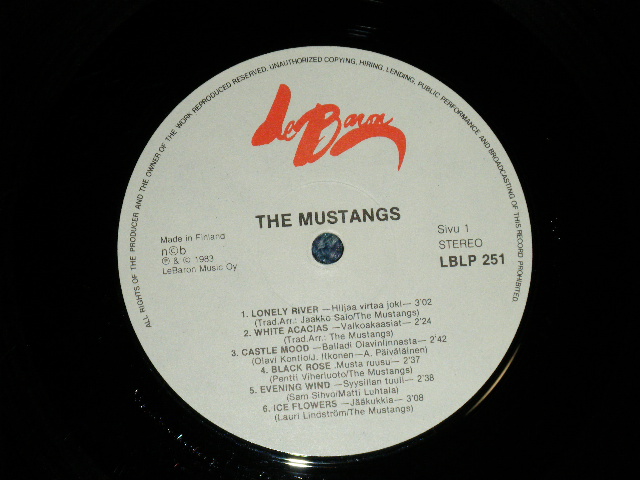 ALL RIGHTS OF THE PRODUCER AND THE OWNER OF THE WORK REPRODUCED RESERVED. UNAUTHORIZED COPYING, HIRING, LENDING, PUBLIC PERFORMANCE AND BROADCASTING OF THIS RECORD PROHIBITED.
Le Baron
THE MUSTANGS
Made in Finland
n©b
℗ & © 1983
LeBaron Music Oy
Sivu 1
STEREO
LBLP 251
1. LONELY RIVER —Hiljaa virtaa joki— 3'02
(Trad.Arr.: Jaakko Salo/The Mustangs)
2. WHITE ACACIAS —Valkoakaasiat— 2'24
(Trad.Arr.: The Mustangs)
3. CASTLE MOOD —Balladi Olavinlinnasta— 2'42
(Olavi Kontio/J. Ilkonen—A. Päiväläinen)
4. BLACK ROSE .Musta ruusu— 2'37
(Pentti Viherluoto/The Mustangs)
5. EVENING WIND —Syysillan tuuli— 2'38
(Sam Sihvo/Matti Luhtala)
6. ICE FLOWERS —Jääkukkia— 3'08
(Lauri Lindström/The Mustangs)